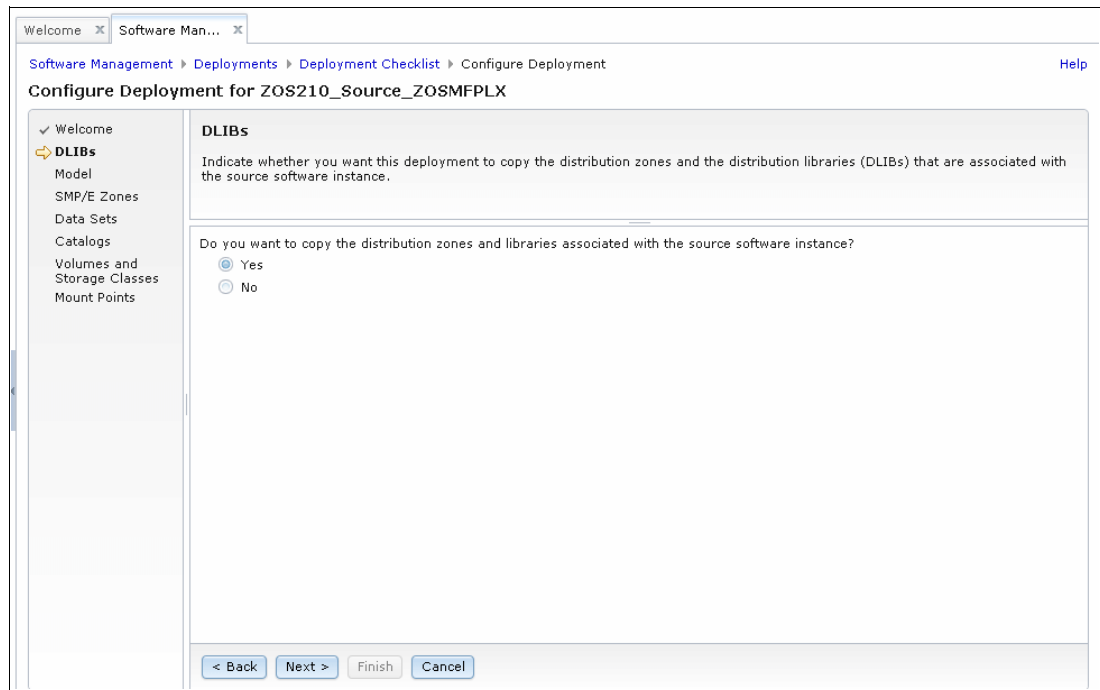 Welcome X Software Man... X
Software Management Deployments Deployment Checklist Configure Deployment Help
Configure Deployment for ZOS210_Source_ZOSMFPLX
Welcome
DLIBs
Model
SMP/E Zones
Data Sets
Catalogs
Volumes and
Storage Classes
Mount Points
DLIBs
Indicate whether you want this deployment to copy the distribution zones and the distribution libraries (DLIBs) that are associated with
the source software instance.
Do you want to copy the distribution zones and libraries associated with the source software instance?
Yes
No
< Back Next > Finish Cancel